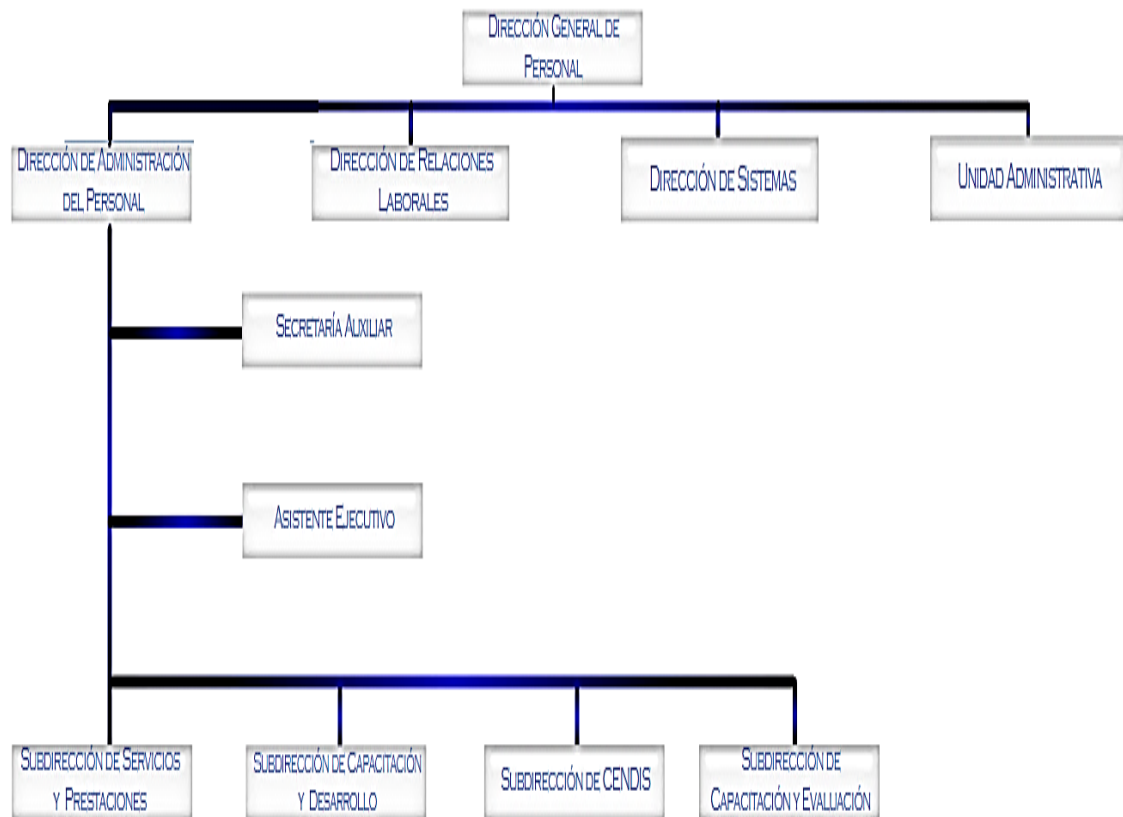 Dirección General de
Personal
Dirección de Administración
del Personal
Dirección de Relaciones
Laborales
Dirección de Sistemas
Unidad Administrativa
Secretaría Auxiliar
Asistente Ejecutivo
Subdirección de Servicios
y Prestaciones
Subdirección de Capacitación
y Desarrollo
Subdirección de CENDIS
Subdirección de
Capacitación y Evaluación